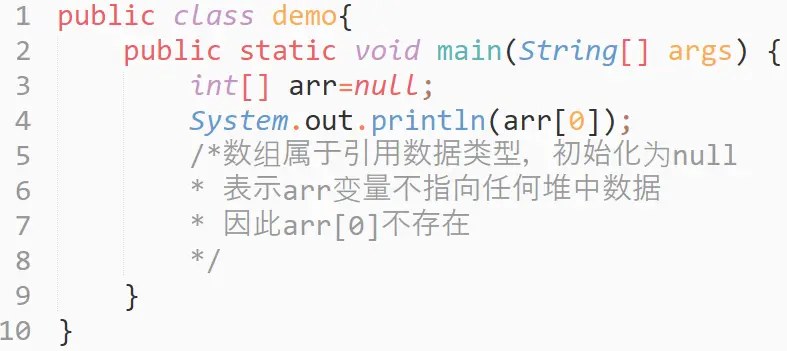 1 public class demo{
2     public static void main(String[] args) {
3         int[] arr=null;
4         System.out.println(arr[0]);
5         /*数组属于引用数据类型，初始化为null
6         * 表示arr变量不指向任何堆中数据
7         * 因此arr[0]不存在
8         */
9     }
10 }